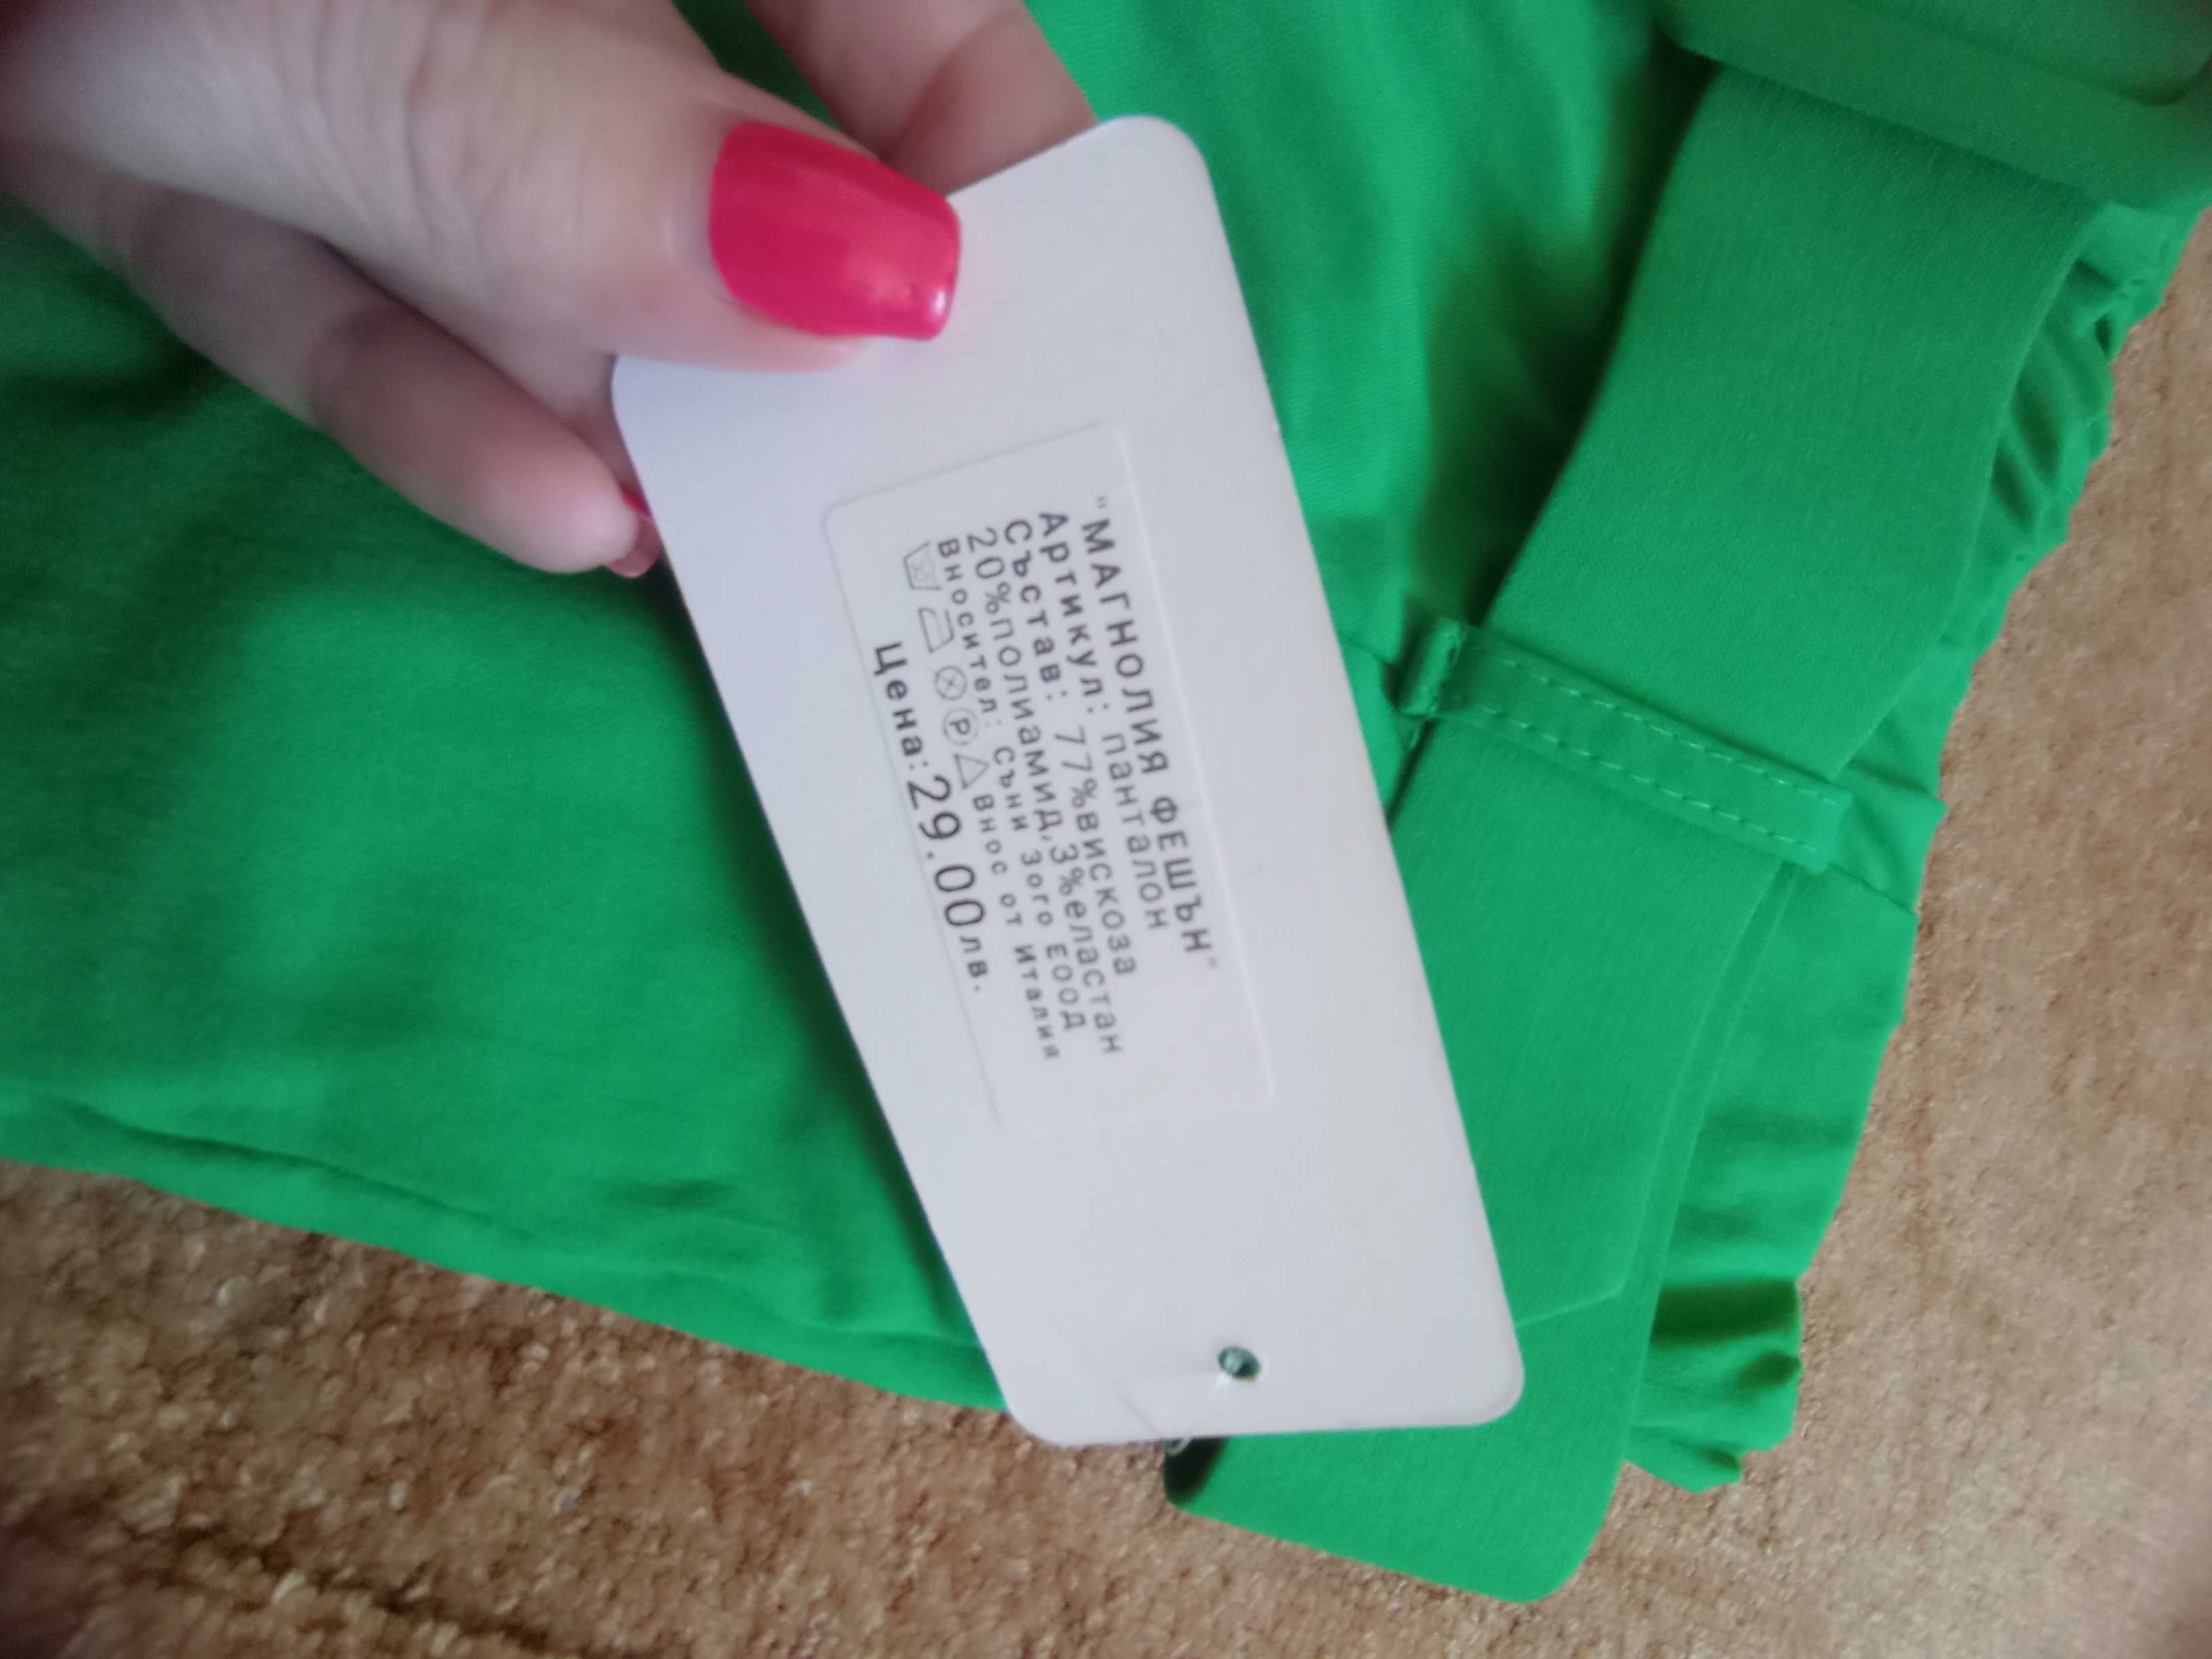 "МАГНОЛИЯ ФЕШЪН"
Артикул: панталон
Състав: 77%вискоза
20%полиамид,3%еластан
Вносител: Съни Зого ЕООД
P Внос от Италия
Цена:29.00лв.